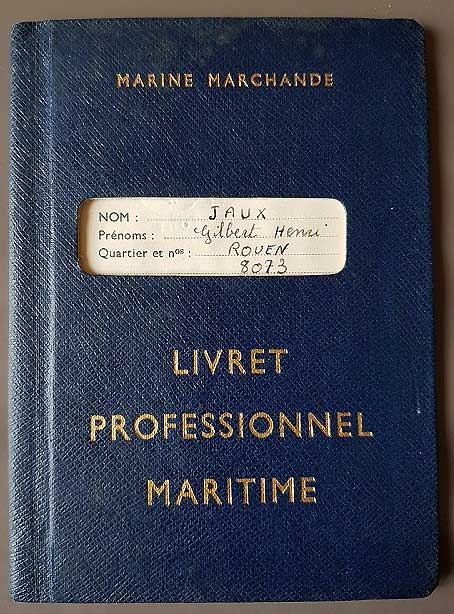 MARINE MARCHANDE
NOM : JAUX
Prénoms : Gilbert Henri
Quartier et nos : ROUEN
8073
LIVRET
PROFESSIONNEL
MARITIME